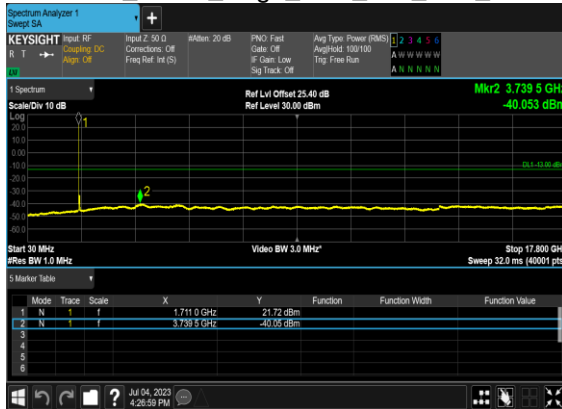 Spectrum Analyzer 1
Swept SA
+
KEYSIGHT Input: RF Input Z: 50 Ω #Atten: 20 dB PNO: Fast Avg Type: Power (RMS) 1 2 3 4 5 6
R T Coupling: DC Corrections: Off Gate: Off Avg|Hold: 100/100 A W W W W W
Align: Off Freq Ref: Int (S) IF Gain: Low Trig: Free Run
LXI Sig Track: Off A N N N N N
1 Spectrum Ref Lvl Offset 25.40 dB Mkr2 3.739 5 GHz
Scale/Div 10 dB Ref Level 30.00 dBm -40.053 dBm
Log
20.0 1
10.0
0.00
-10.0 DL1 -13.00 dBm
-20.0
-30.0 2
-40.0
-50.0
-60.0
Start 30 MHz Video BW 3.0 MHz* Stop 17.800 GHz
#Res BW 1.0 MHz Sweep 32.0 ms (40001 pts)
5 Marker Table
Mode Trace Scale X Y Function Function Width Function Value
1 N 1 f 1.711 0 GHz 21.72 dBm
2 N 1 f 3.739 5 GHz -40.05 dBm
3
4
5
6
? Jul 04, 2023
4:26:59 PM